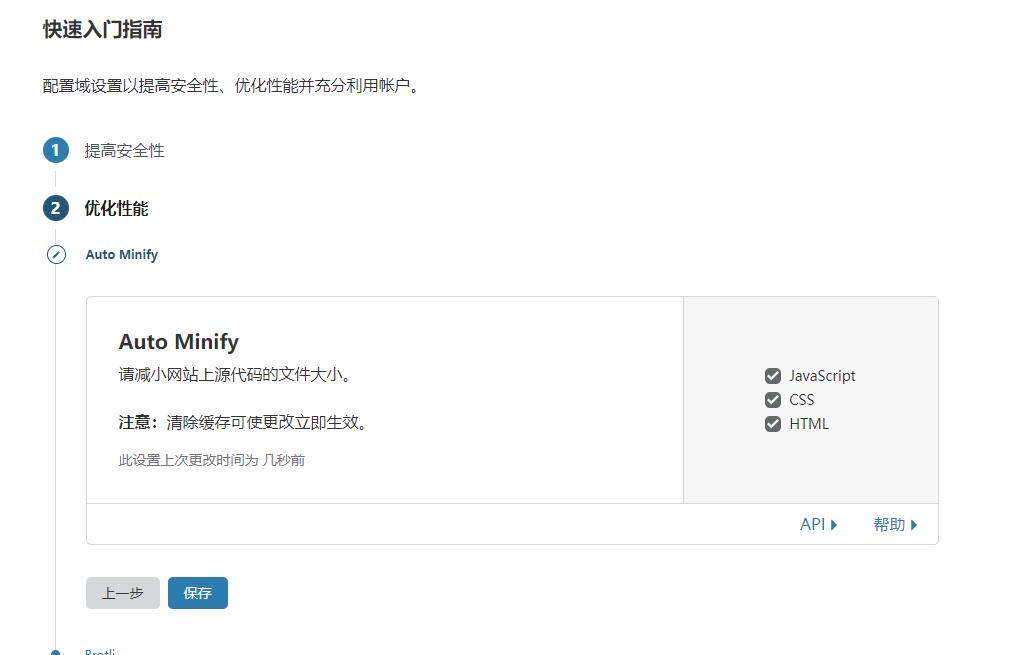 快速入门指南
配置域设置以提高安全性、优化性能并充分利用帐户。
1 提高安全性
2 优化性能
Auto Minify
Auto Minify
请减小网站上源代码的文件大小。
注意：清除缓存可使更改立即生效。
此设置上次更改时间为 几秒前
JavaScript
CSS
HTML
API 帮助
上一步 保存
Brotli